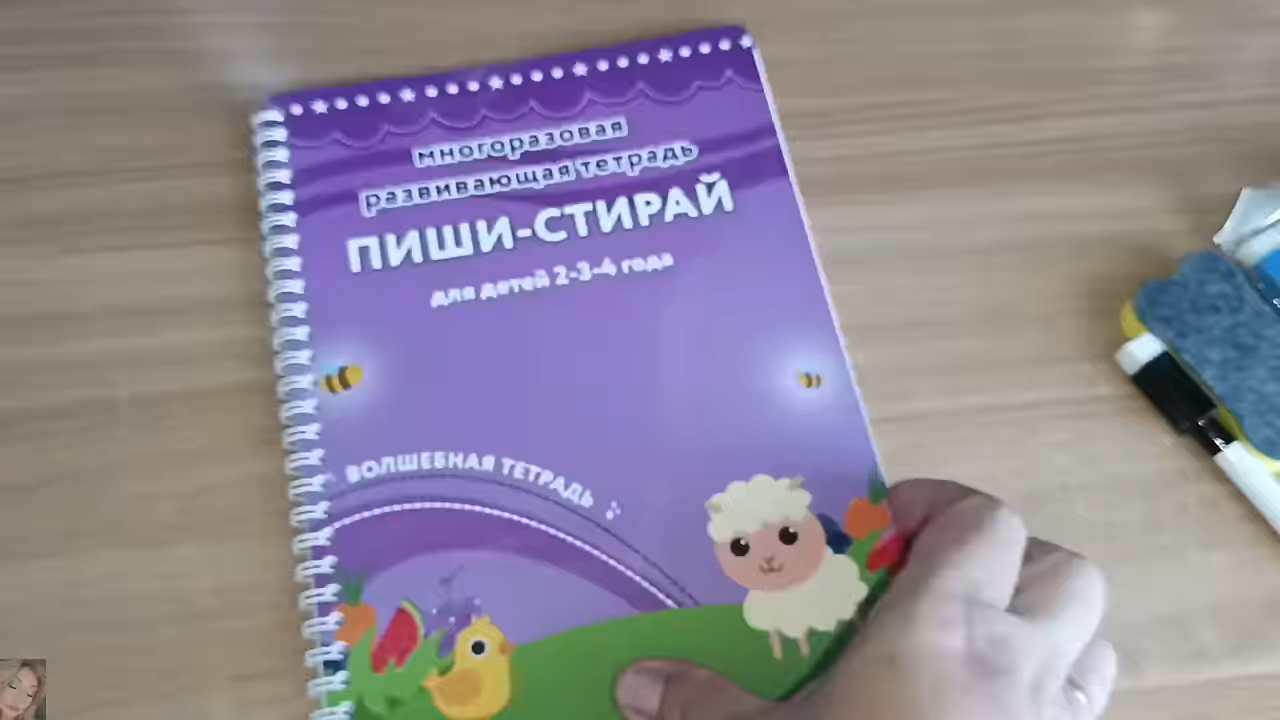 многоразовая
развивающая тетрадь
ПИШИ-СТИРАЙ
для детей 2-3-4 года
ВОЛШЕБНАЯ ТЕТРАДЬ